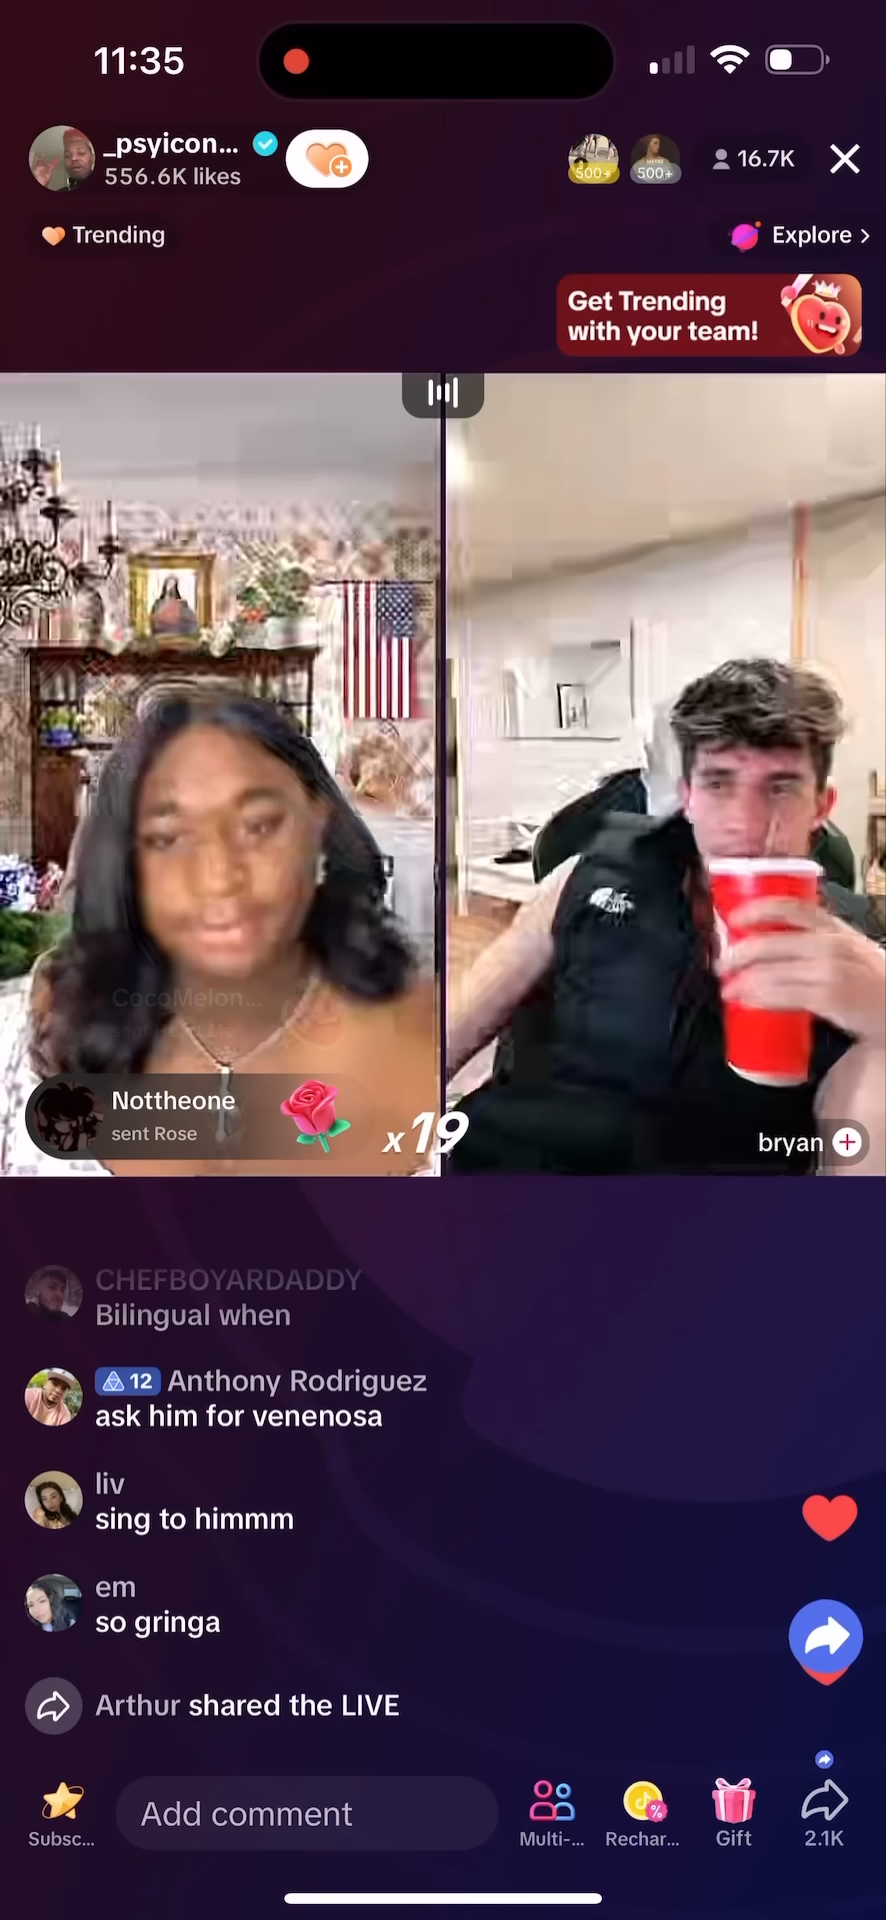 11:35
_psyicon...
556.6K likes
500+
500+
16.7K
Trending
Explore >
Get Trending
with your team!
CocoMelon...
Nottheone
sent Rose
x19
bryan
CHEFBOYARDADDY
Bilingual when
12 Anthony Rodriguez
ask him for venenosa
liv
sing to himmm
em
so gringa
Arthur shared the LIVE
Add comment
Subsc...
Multi-...
Rechar...
Gift
2.1K